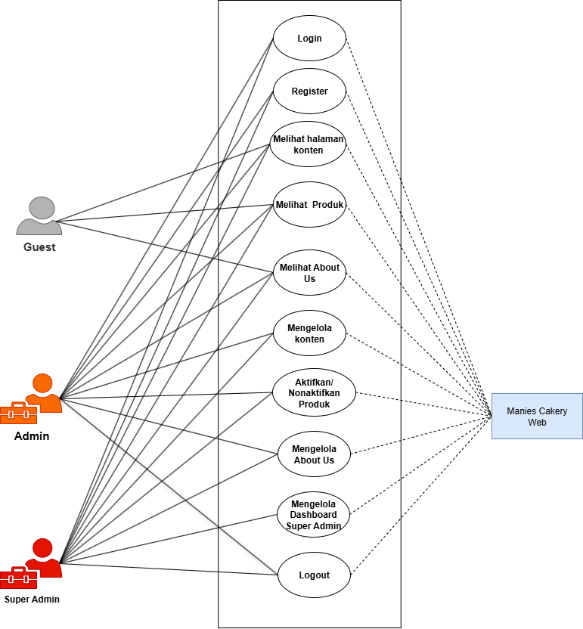 Login
Register
Melihat halaman
konten
Melihat Produk
Guest
Melihat About
Us
Mengelola
konten
Aktifkan/
Nonaktifkan
Produk
Manies Cakery
Web
Admin
Mengelola
About Us
Mengelola
Dashboard
Super Admin
Logout
Super Admin